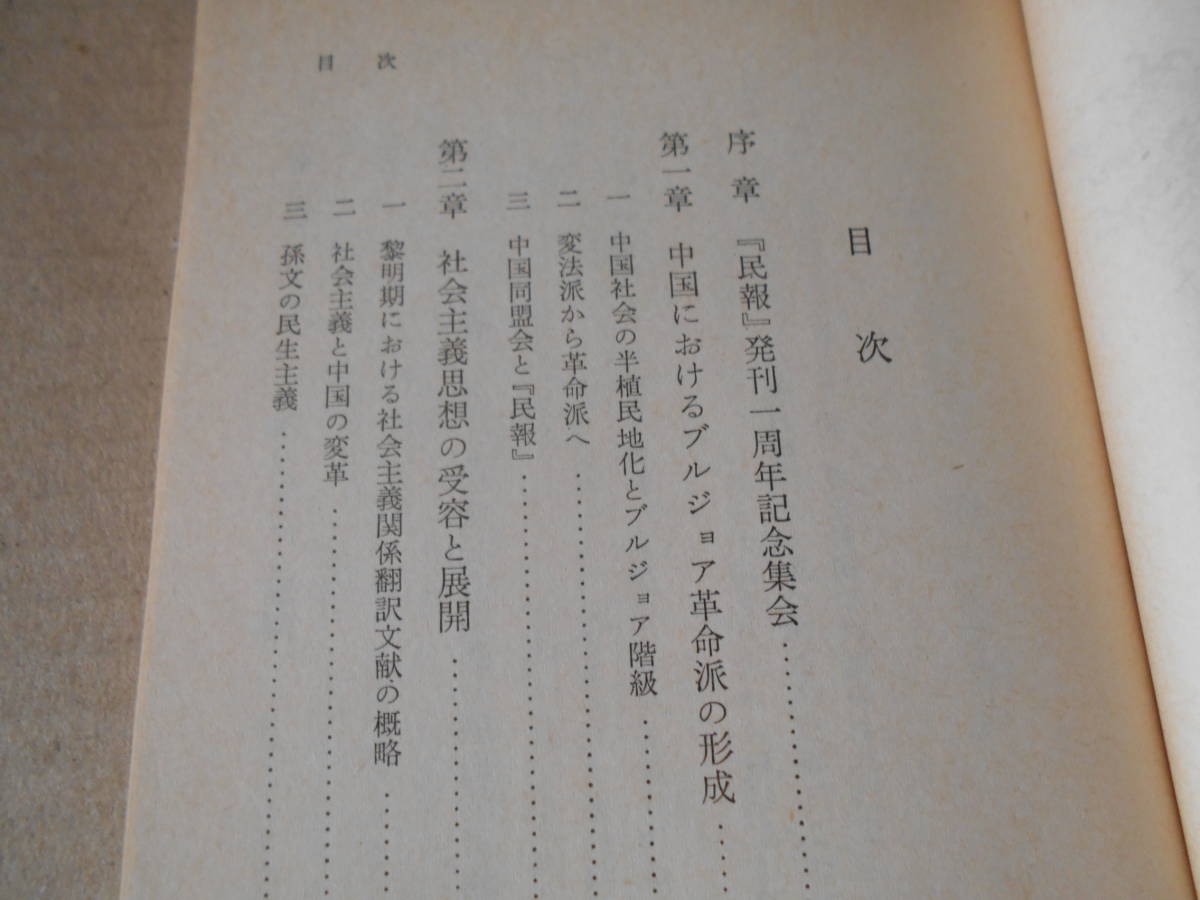 目次
目次
序章 『民報』発刊一周年記念集会…………
第一章 中国におけるブルジョア革命派の形成……
一 中国社会の半植民地化とブルジョア階級…………
二 変法派から革命派へ…………
三 中国同盟会と『民報』…………
第二章 社会主義思想の受容と展開…………
一 黎明期における社会主義関係翻訳文献の概略……
二 社会主義と中国の変革…………
三 孫文の民生主義…………